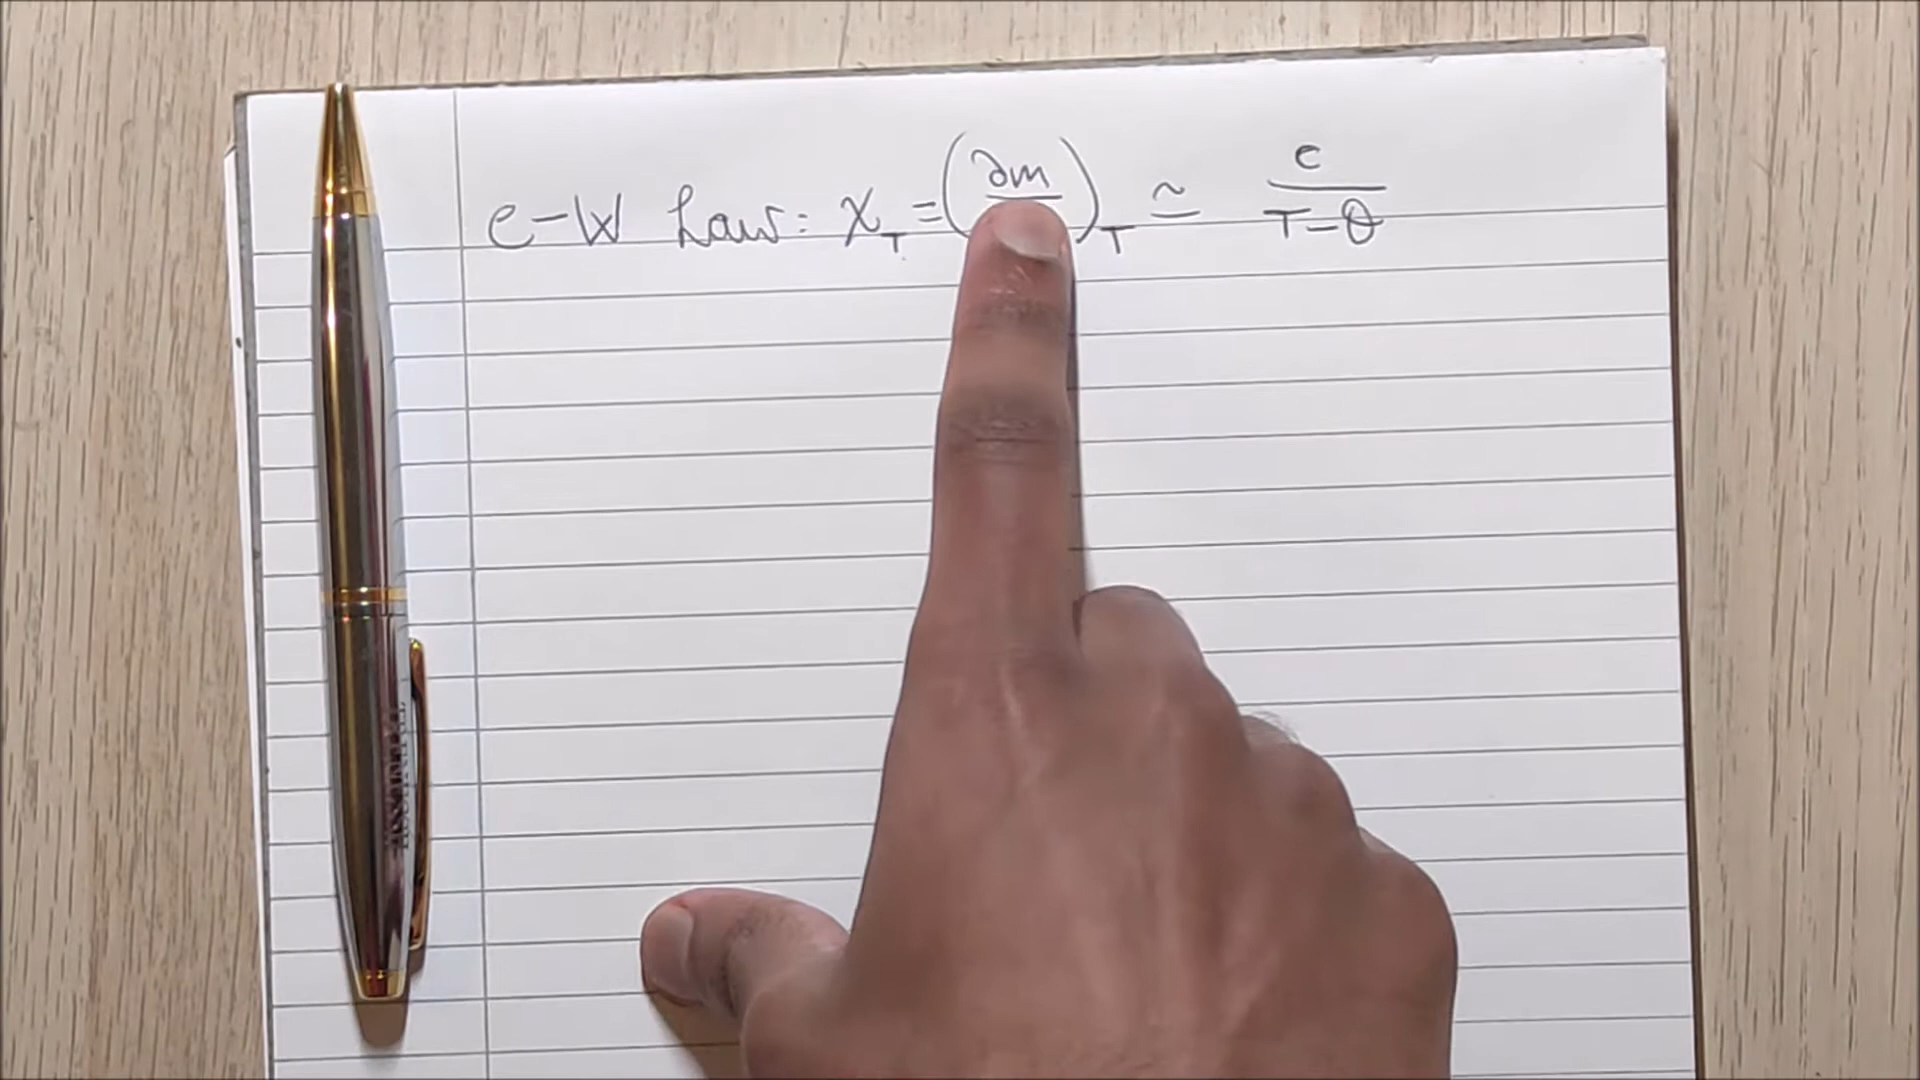 C-W Law: χ_T = (∂m/ )_T ≃ C/(T-θ)